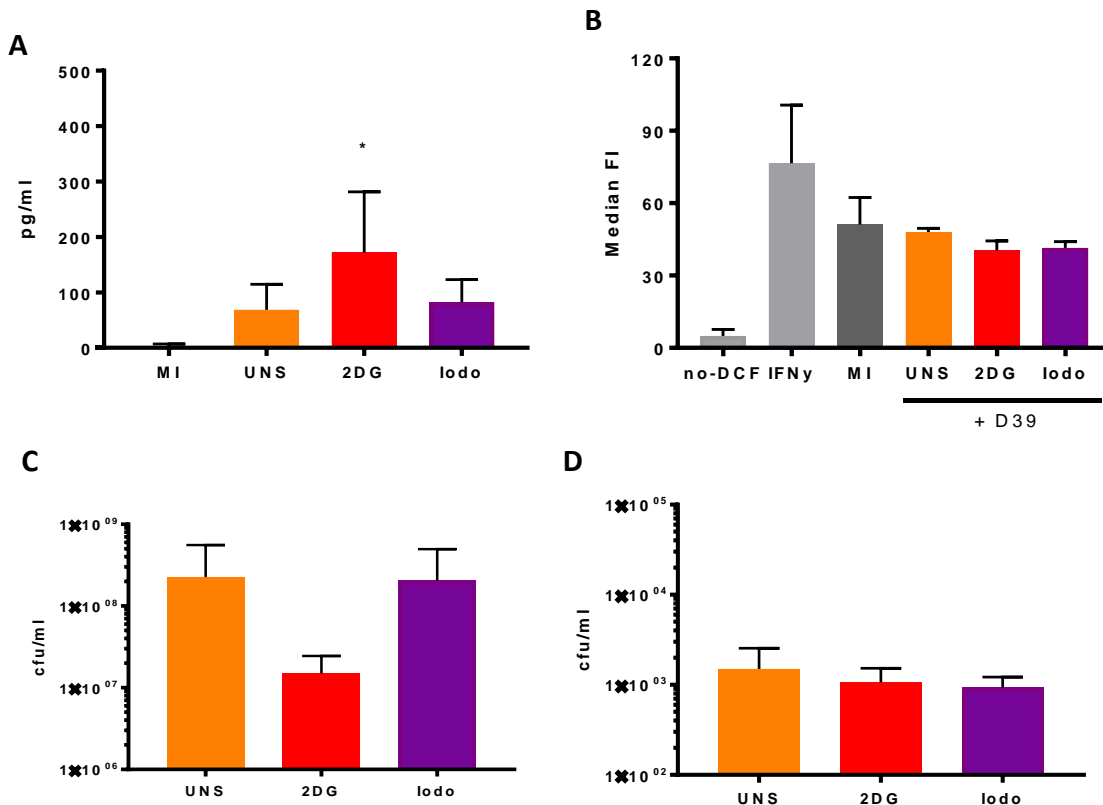 A
500
400
300
200
100
0
pg/ml
*
MI UNS 2DG Iodo
B
120
90
60
30
0
Median FI
no-DCF IFNy MI UNS 2DG Iodo
+ D39
C
1✖10 09
1✖10 08
1✖10 07
1✖10 06
cfu/ml
UNS 2DG Iodo
D
1✖10 05
1✖10 04
1✖10 03
1✖10 02
cfu/ml
UNS 2DG Iodo